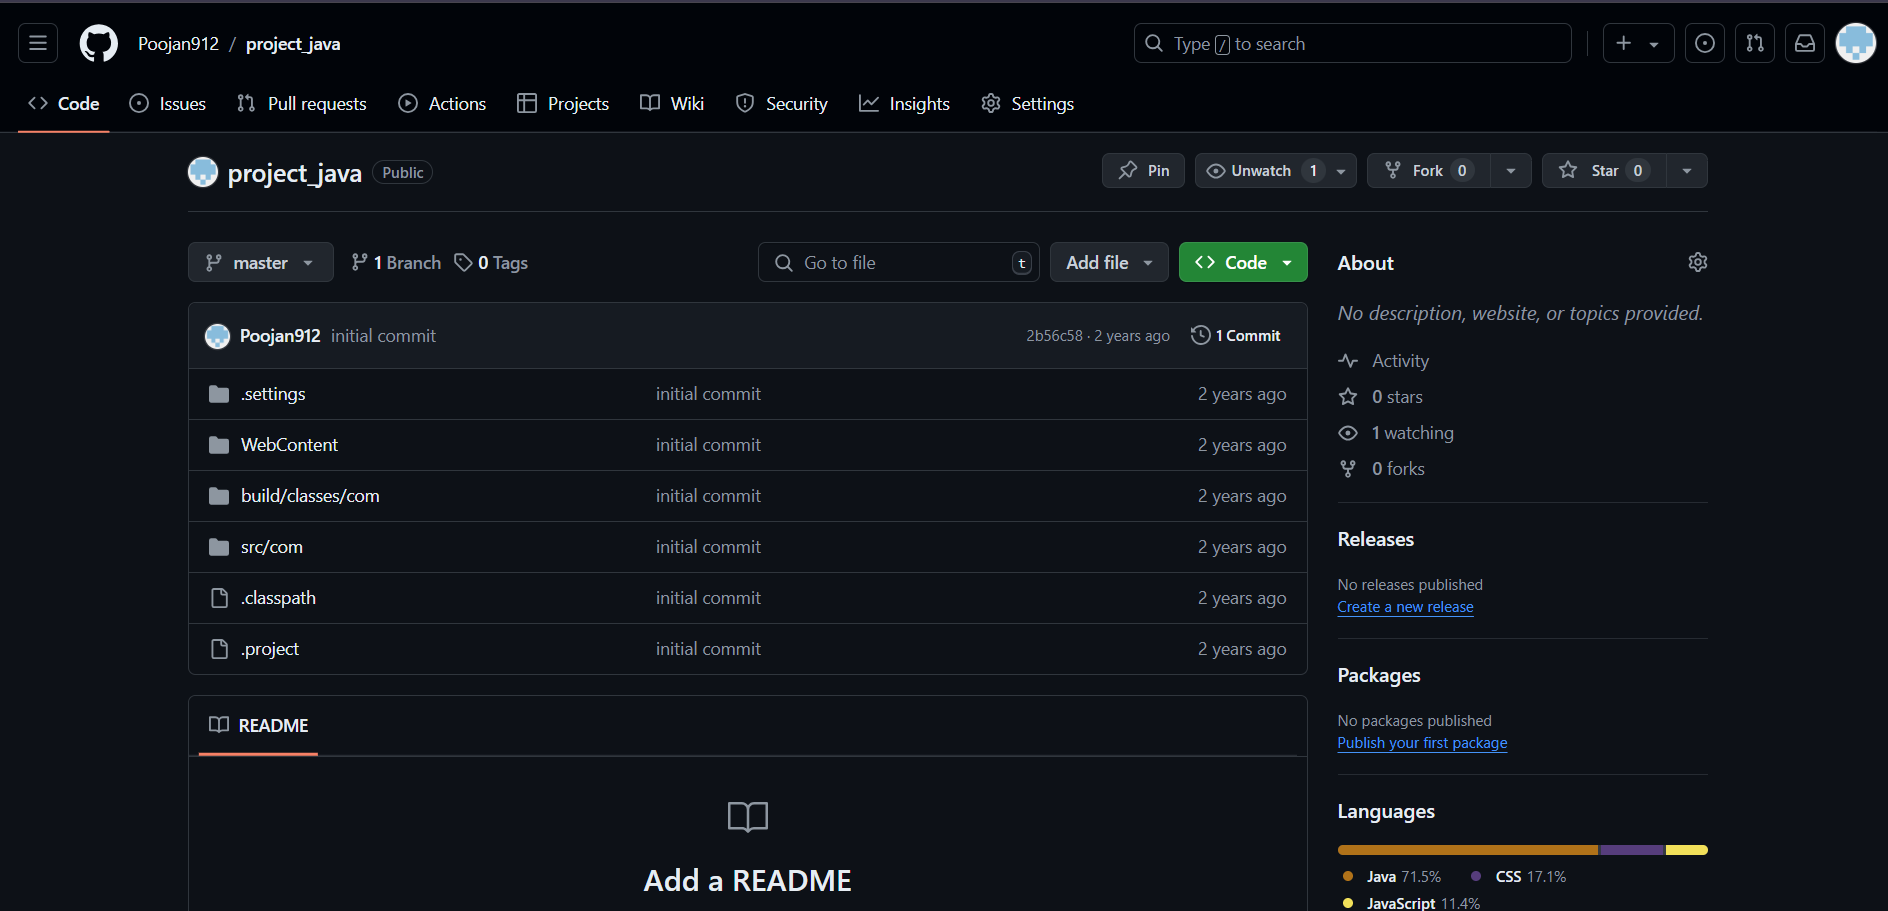 Poojan912 / project_java
Type / to search
Code Issues Pull requests Actions Projects Wiki Security Insights Settings
project_java Public
Pin Unwatch 1 Fork 0 Star 0
master 1 Branch 0 Tags
Go to file t Add file Code
Poojan912 initial commit 2b56c58 · 2 years ago 1 Commit
.settings initial commit 2 years ago
WebContent initial commit 2 years ago
build/classes/com initial commit 2 years ago
src/com initial commit 2 years ago
.classpath initial commit 2 years ago
.project initial commit 2 years ago
README
Add a README
About
No description, website, or topics provided.
Activity
0 stars
1 watching
0 forks
Releases
No releases published
Create a new release
Packages
No packages published
Publish your first package
Languages
Java 71.5% CSS 17.1%
JavaScript 11.4%